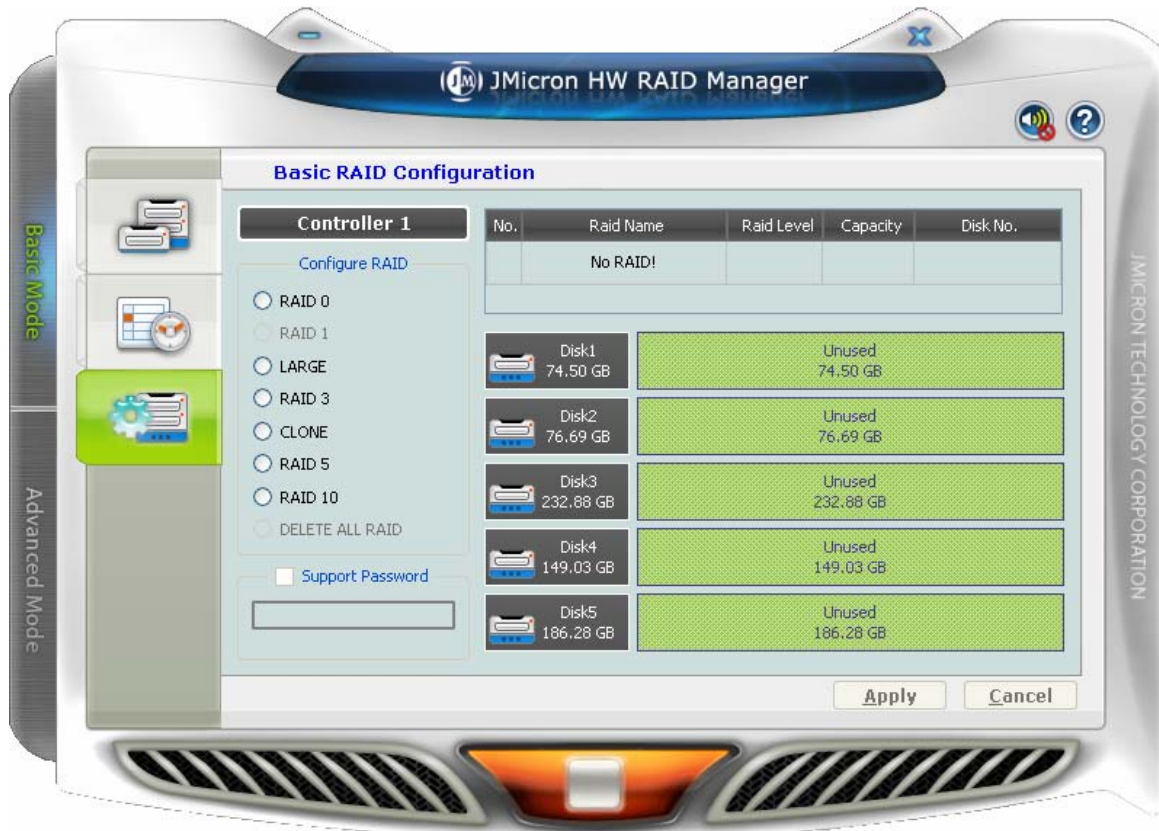 JMicron HW RAID Manager
Basic RAID Configuration
Basic Mode
Advanced Mode
Controller 1
Configure RAID
RAID 0
RAID 1
LARGE
RAID 3
CLONE
RAID 5
RAID 10
DELETE ALL RAID
Support Password
No. Raid Name Raid Level Capacity Disk No.
No RAID!
Disk1
74.50 GB
Unused
74.50 GB
Disk2
76.69 GB
Unused
76.69 GB
Disk3
232.88 GB
Unused
232.88 GB
Disk4
149.03 GB
Unused
149.03 GB
Disk5
186.28 GB
Unused
186.28 GB
Apply Cancel
JMICRON TECHNOLOGY CORPORATION